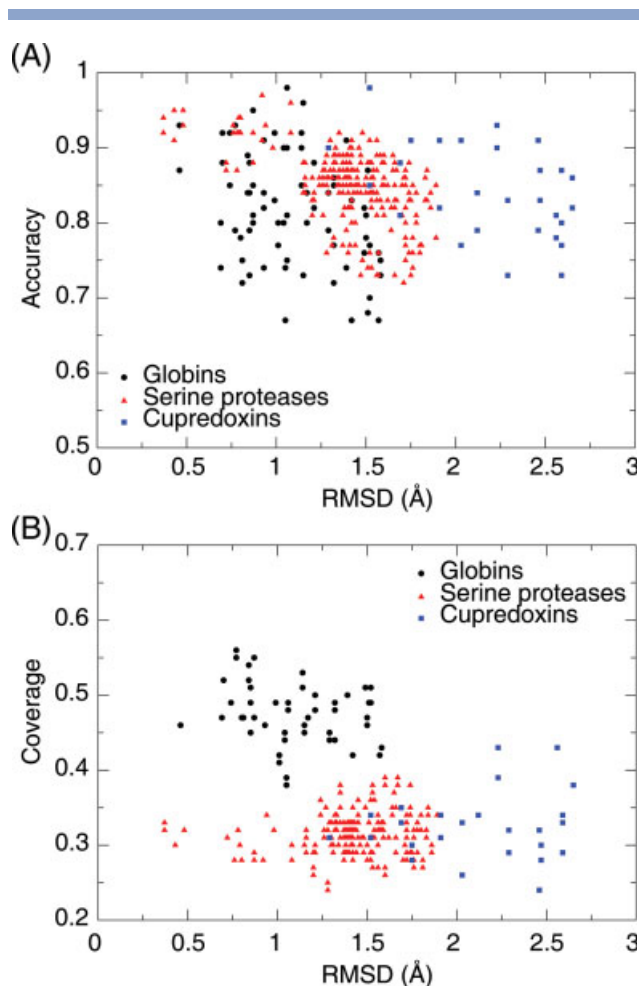 (A)
1
0.9
0.8
0.7
0.6
0.5
Accuracy
Globins
Serine proteases
Cupredoxins
0 0.5 1 1.5 2 2.5 3
RMSD (Å)
(B)
0.7
0.6
0.5
0.4
0.3
0.2
Coverage
Globins
Serine proteases
Cupredoxins
0 0.5 1 1.5 2 2.5 3
RMSD (Å)